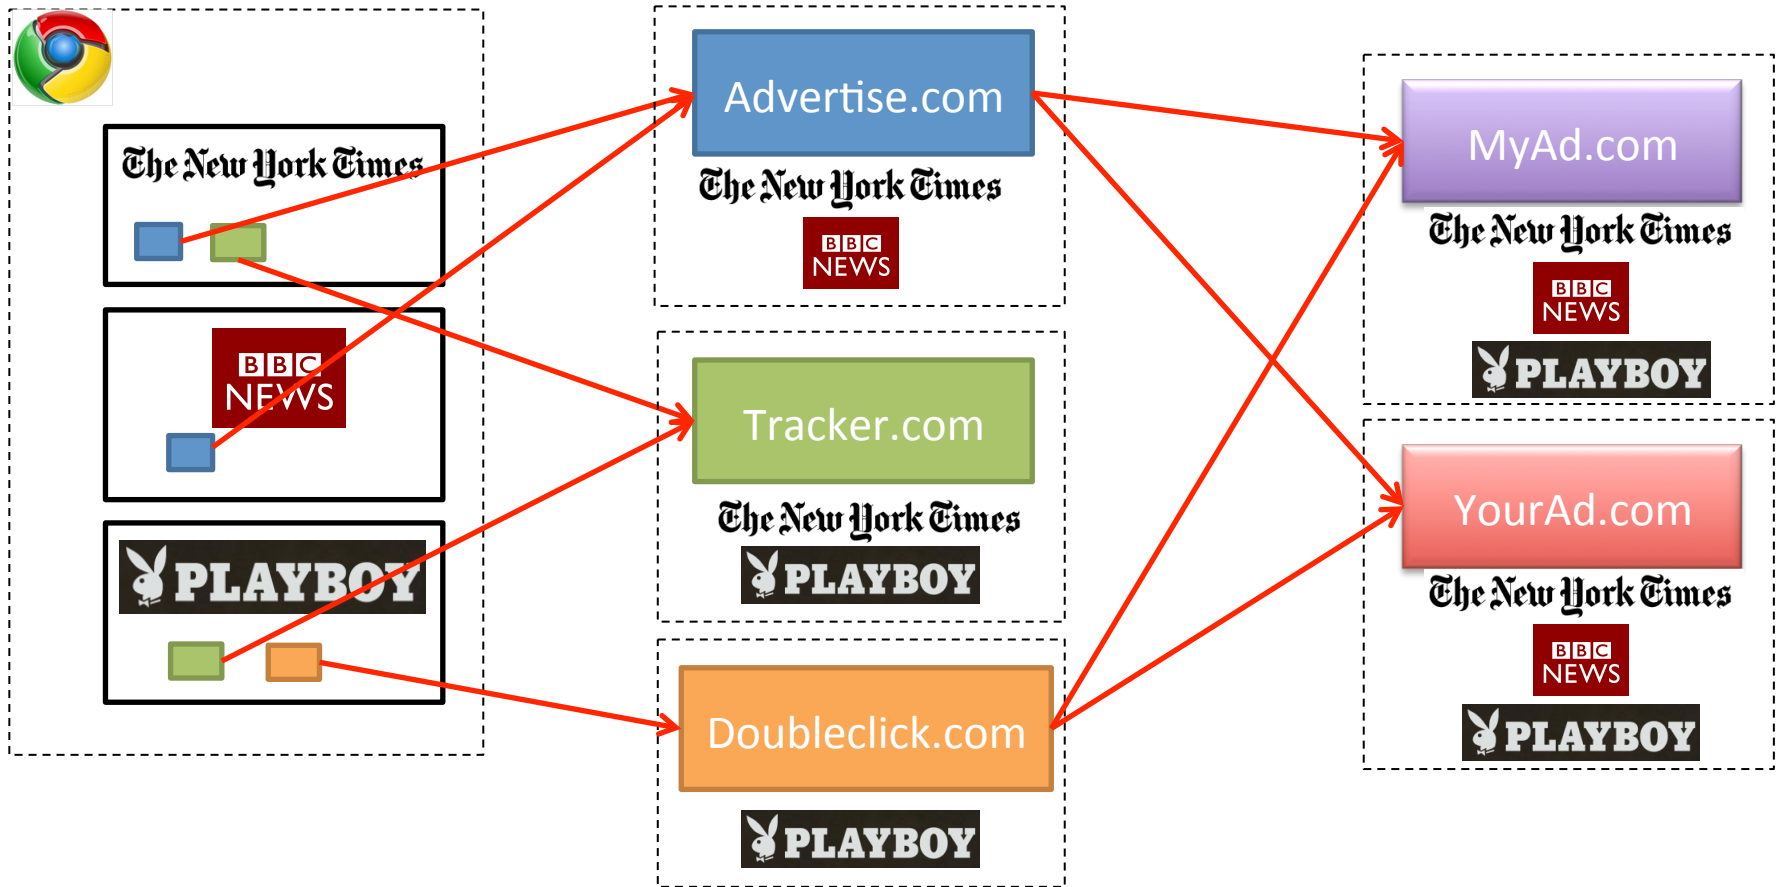 The New York Times
BBC
NEWS
PLAYBOY
Advertise.com
The New York Times
BBC
NEWS
Tracker.com
The New York Times
PLAYBOY
Doubleclick.com
PLAYBOY
MyAd.com
The New York Times
BBC
NEWS
PLAYBOY
YourAd.com
The New York Times
BBC
NEWS
PLAYBOY